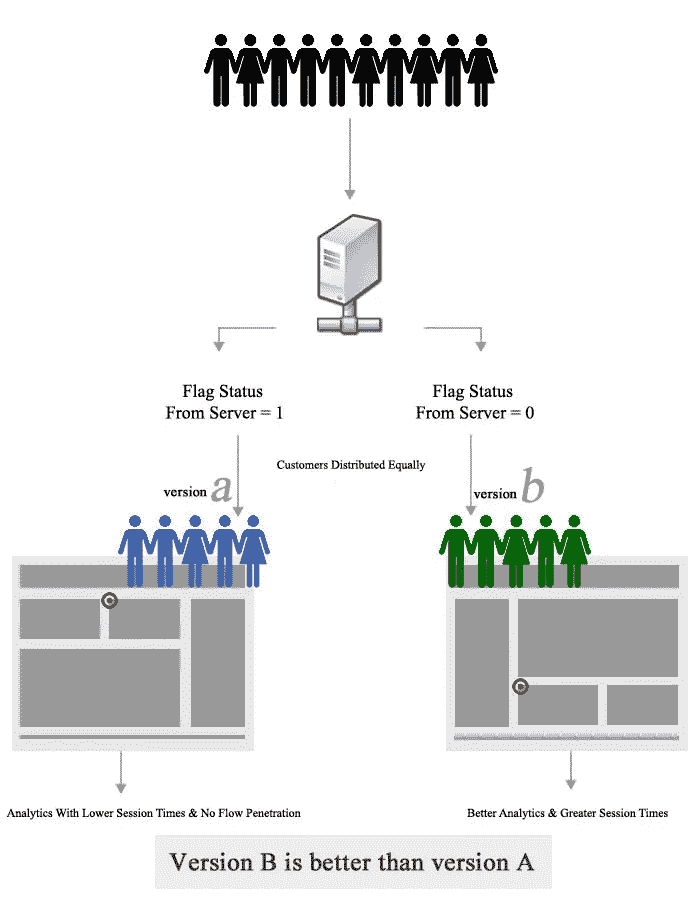 Flag Status
From Server = 1
Flag Status
From Server = 0
Customers Distributed Equally
version a
version b
Analytics With Lower Session Times & No Flow Penetration
Better Analytics & Greater Session Times
Version B is better than version A